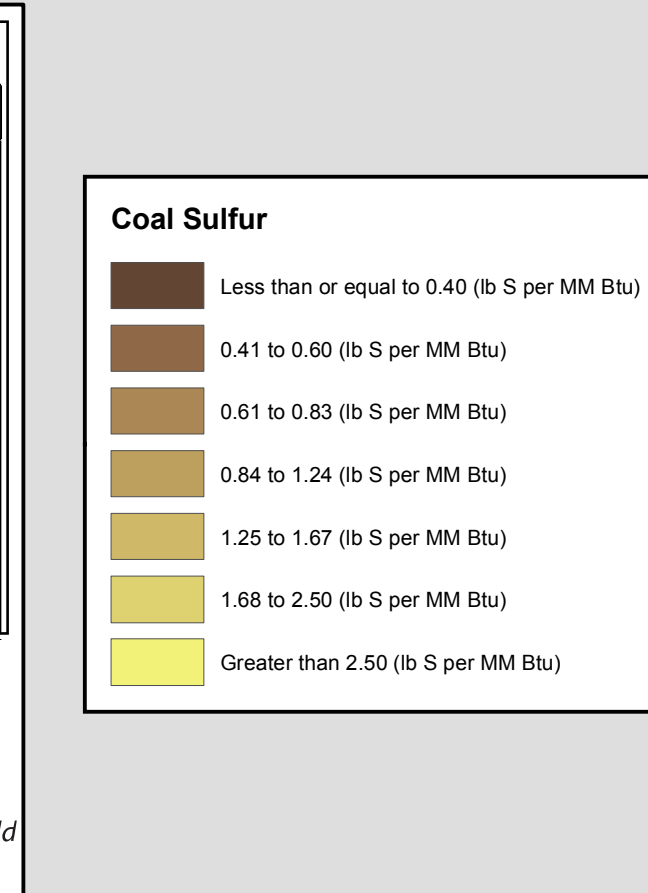 Coal Sulfur
Less than or equal to 0.40 (lb S per MM Btu)
0.41 to 0.60 (lb S per MM Btu)
0.61 to 0.83 (lb S per MM Btu)
0.84 to 1.24 (lb S per MM Btu)
1.25 to 1.67 (lb S per MM Btu)
1.68 to 2.50 (lb S per MM Btu)
Greater than 2.50 (lb S per MM Btu)